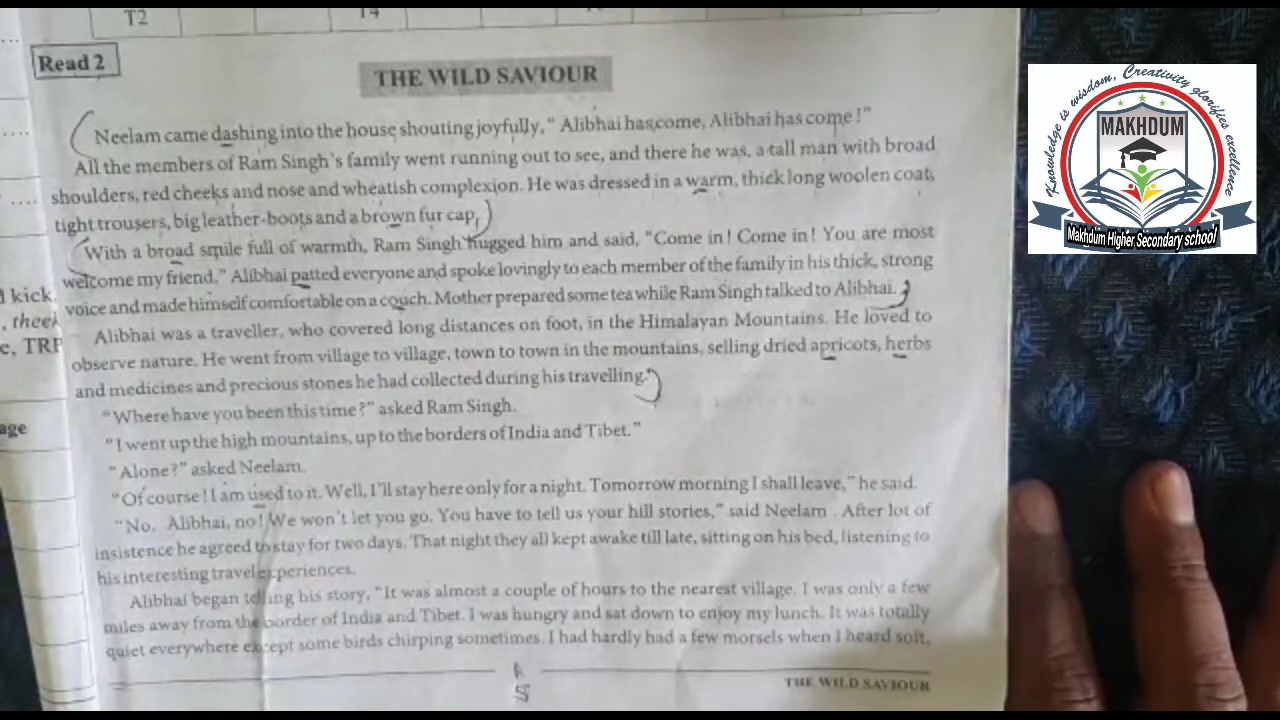 T2
T4
Read 2
THE WILD SAVIOUR
Neelam came dashing into the house shouting joyfully, " Alibhai has come, Alibhai has come ! "
All the members of Ram Singh's family went running out to see, and there he was, a tall man with broad
shoulders, red cheeks and nose and wheatish complexion. He was dressed in a warm, thick long woolen coat,
tight trousers, big leather-boots and a brown fur cap,
With a broad smile full of warmth, Ram Singh hugged him and said, "Come in ! Come in ! You are most
welcome my friend." Alibhai patted everyone and spoke lovingly to each member of the family in his thick, strong
voice and made himself comfortable on a couch. Mother prepared some tea while Ram Singh talked to Alibhai.
Alibhai was a traveller, who covered long distances on foot, in the Himalayan Mountains. He loved to
observe nature. He went from village to village, town to town in the mountains, selling dried apricots, herbs
and medicines and precious stones he had collected during his travelling.
"Where have you been this time ?" asked Ram Singh.
"I went up the high mountains, up to the borders of India and Tibet."
"Alone?" asked Neelam.
"Of course ! I am used to it. Well, I'll stay here only for a night. Tomorrow morning I shall leave," he said.
"No, Alibhai, no ! We won't let you go. You have to tell us your hill stories," said Neelam . After lot of
insistence he agreed to stay for two days. That night they all kept awake till late, sitting on his bed, listening to
his interesting travel experiences.
Alibhai began telling his story, "It was almost a couple of hours to the nearest village. I was only a few
miles away from the border of India and Tibet. I was hungry and sat down to enjoy my lunch. It was totally
quiet everywhere except some birds chirping sometimes. I had hardly had a few morsels when I heard soft,
THE WILD SAVIOUR
kick.
, theek
e, TRP
age
Knowledge is wisdom, Creativity glorifies excellence
MAKHDUM
Makhdum Higher Secondary school